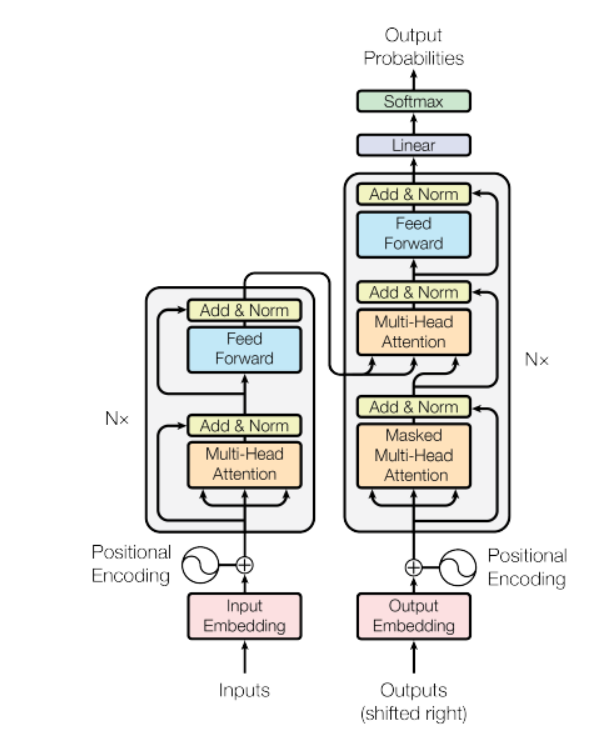 Output
Probabilities
Softmax
Linear
Add & Norm
Feed
Forward
Add & Norm
Multi-Head
Attention
Add & Norm
Masked
Multi-Head
Attention
Nx
Add & Norm
Feed
Forward
Add & Norm
Multi-Head
Attention
Nx
Positional
Encoding
Positional
Encoding
Input
Embedding
Output
Embedding
Inputs
Outputs
(shifted right)